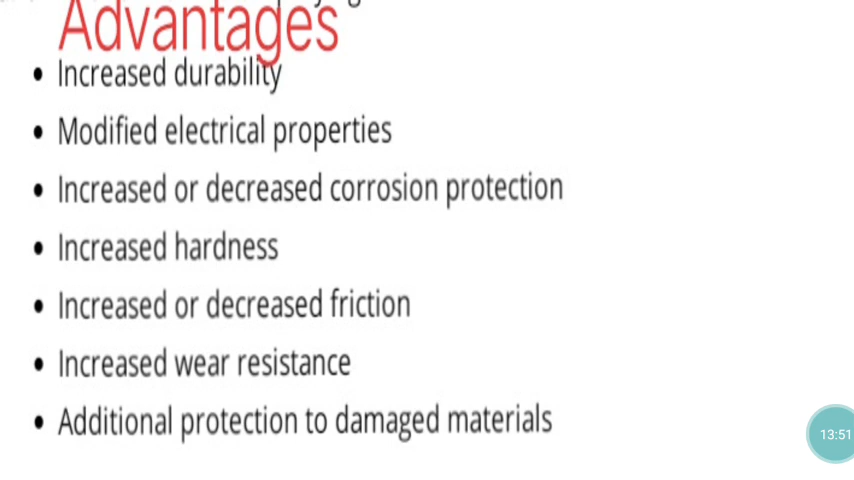 Advantages
• Increased durability
• Modified electrical properties
• Increased or decreased corrosion protection
• Increased hardness
• Increased or decreased friction
• Increased wear resistance
• Additional protection to damaged materials
13:51